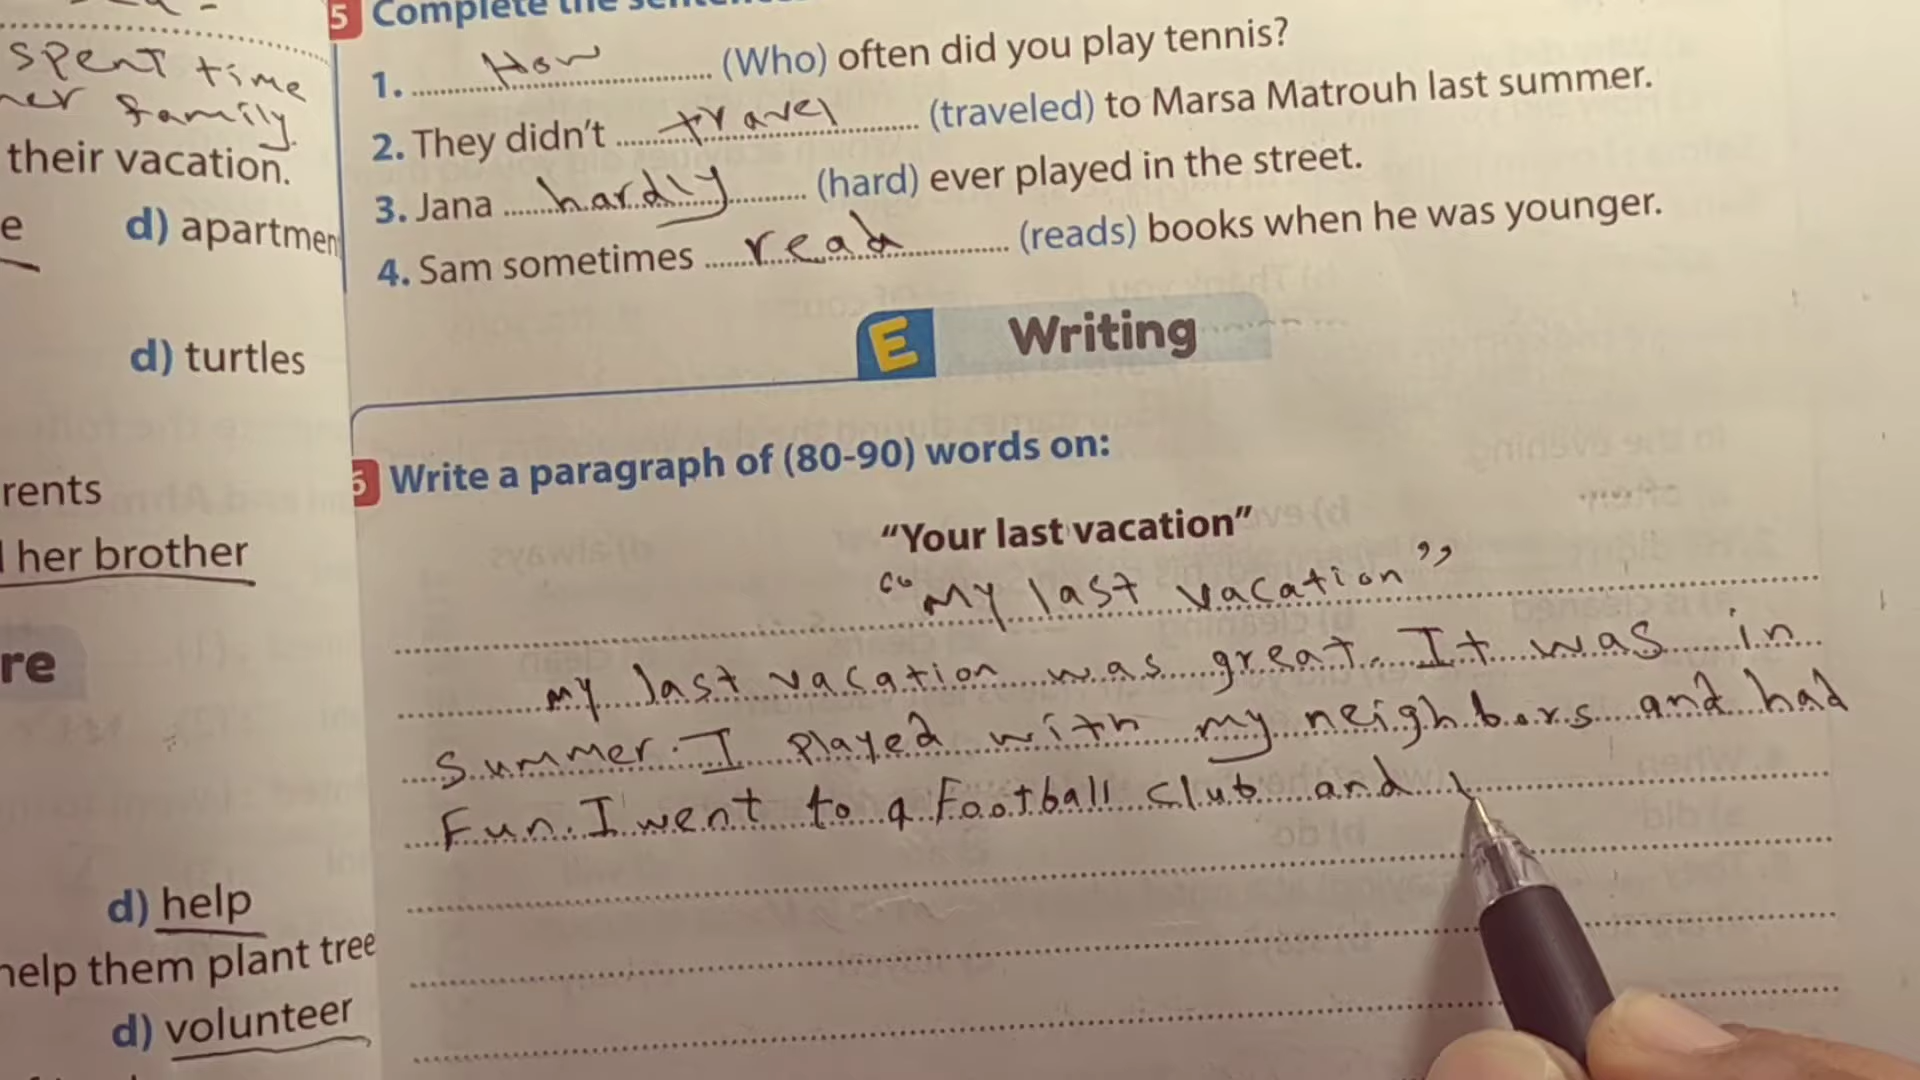 spent time
her family.
their vacation.
e d) apartmen
d) turtles
rents
her brother
re
d) help
help them plant tree
d) volunteer
5 Complete the
1. How (Who) often did you play tennis?
2. They didn't travel (traveled) to Marsa Matrouh last summer.
3. Jana hardly (hard) ever played in the street.
4. Sam sometimes read (reads) books when he was younger.
E Writing
6 Write a paragraph of (80-90) words on:
"Your last vacation"
"My last vacation"
my last vacation was great. It was in
summer. I played with my neighbors and had
Fun. I went to a Football club and